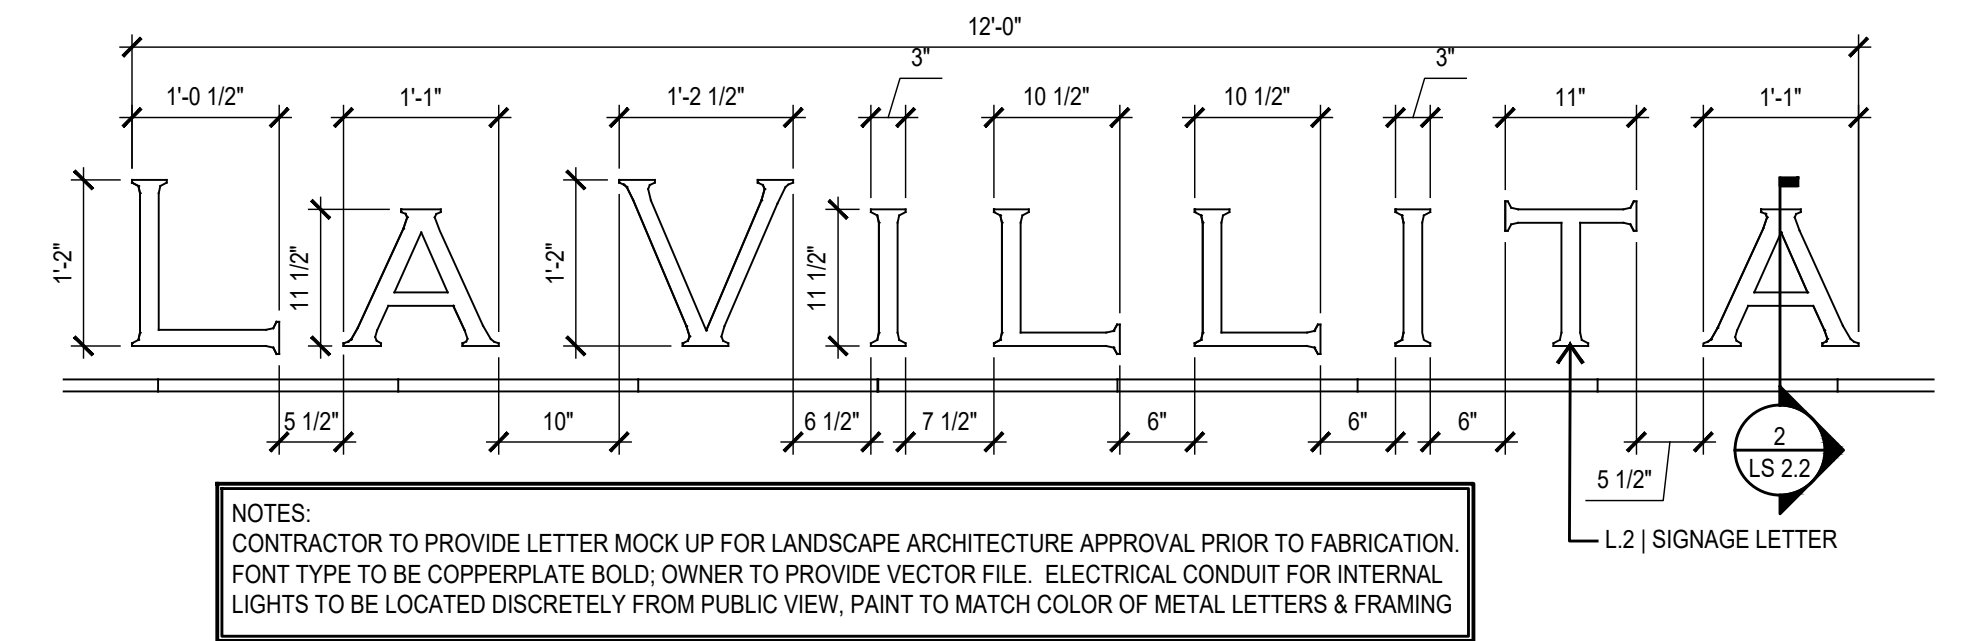 12'-0"
3" 3"
1'-0 1/2" 1'-1" 1'-2 1/2" 10 1/2" 10 1/2" 11" 1'-1"
LA VILLITA
1'-2" 11 1/2" 1'-2" 11 1/2"
5 1/2" 10" 6 1/2" 7 1/2" 6" 6" 6" 5 1/2"
2
LS 2.2
L.2 | SIGNAGE LETTER
NOTES:
CONTRACTOR TO PROVIDE LETTER MOCK UP FOR LANDSCAPE ARCHITECTURE APPROVAL PRIOR TO FABRICATION.
FONT TYPE TO BE COPPERPLATE BOLD; OWNER TO PROVIDE VECTOR FILE. ELECTRICAL CONDUIT FOR INTERNAL
LIGHTS TO BE LOCATED DISCRETELY FROM PUBLIC VIEW, PAINT TO MATCH COLOR OF METAL LETTERS & FRAMING